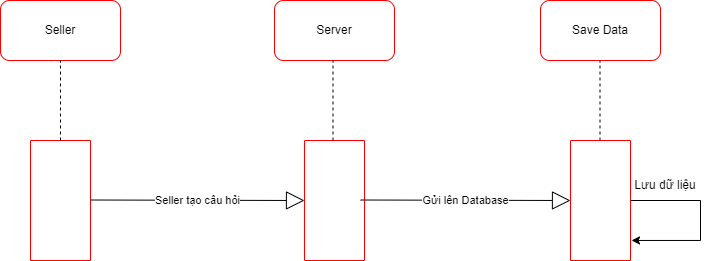 Seller
Server
Save Data
Lưu dữ liệu
Seller tạo câu hỏi
Gửi lên Database